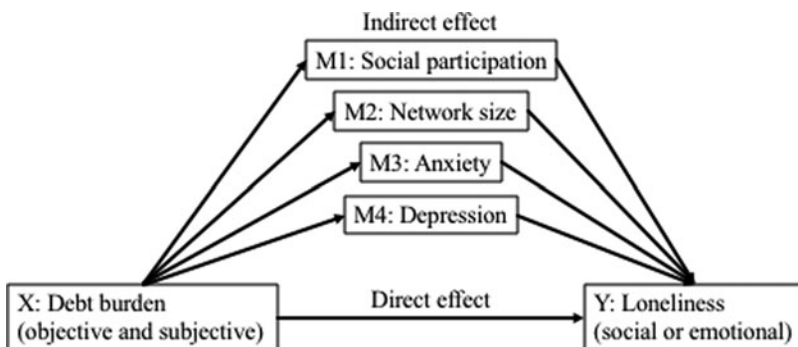 Indirect effect
M1: Social participation
M2: Network size
M3: Anxiety
M4: Depression
X: Debt burden
(objective and subjective)
Direct effect
Y: Loneliness
(social or emotional)